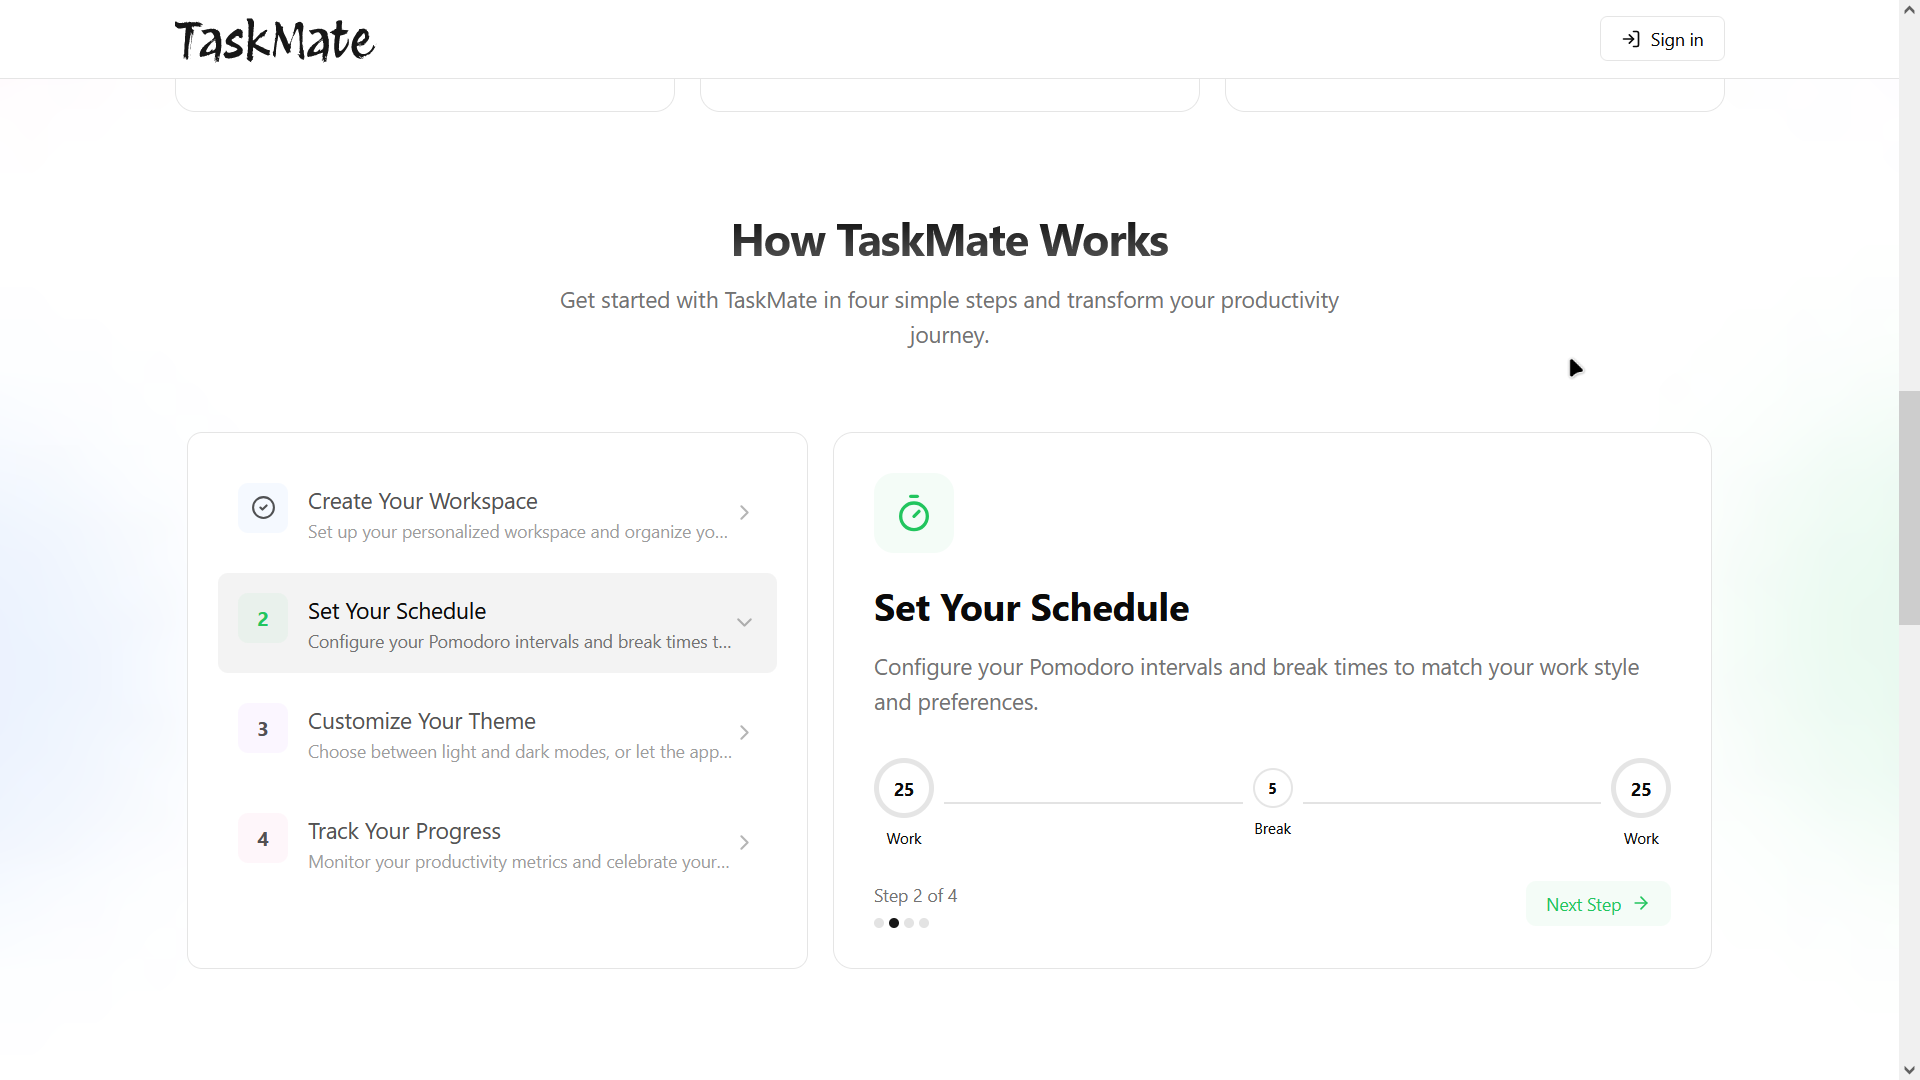 TaskMate
Sign in
How TaskMate Works
Get started with TaskMate in four simple steps and transform your productivity
journey.
Create Your Workspace
Set up your personalized workspace and organize yo...
2
Set Your Schedule
Configure your Pomodoro intervals and break times t...
3
Customize Your Theme
Choose between light and dark modes, or let the app...
4
Track Your Progress
Monitor your productivity metrics and celebrate your...
Set Your Schedule
Configure your Pomodoro intervals and break times to match your work style
and preferences.
25
5
25
Work
Break
Work
Step 2 of 4
Next Step